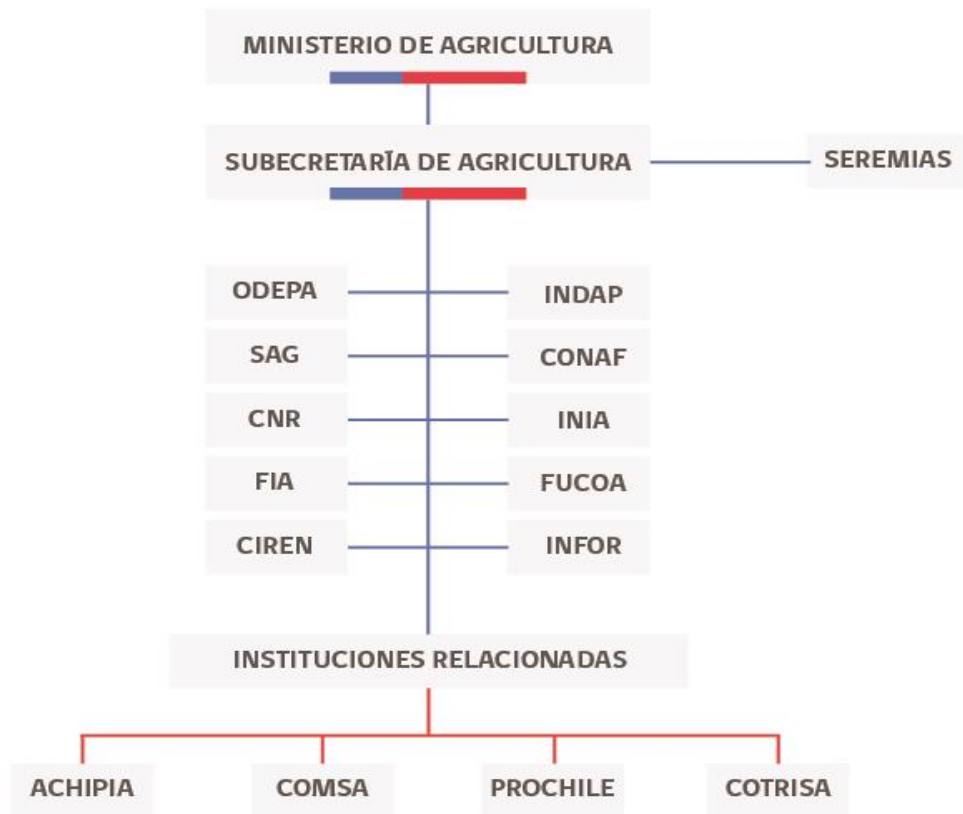 MINISTERIO DE AGRICULTURA
SUBECRETARÍA DE AGRICULTURA
SEREMIAS
ODEPA
INDAP
SAG
CONAF
CNR
INIA
FIA
FUCOA
CIREN
INFOR
INSTITUCIONES RELACIONADAS
ACHIPIA
COMSA
PROCHILE
COTRISA